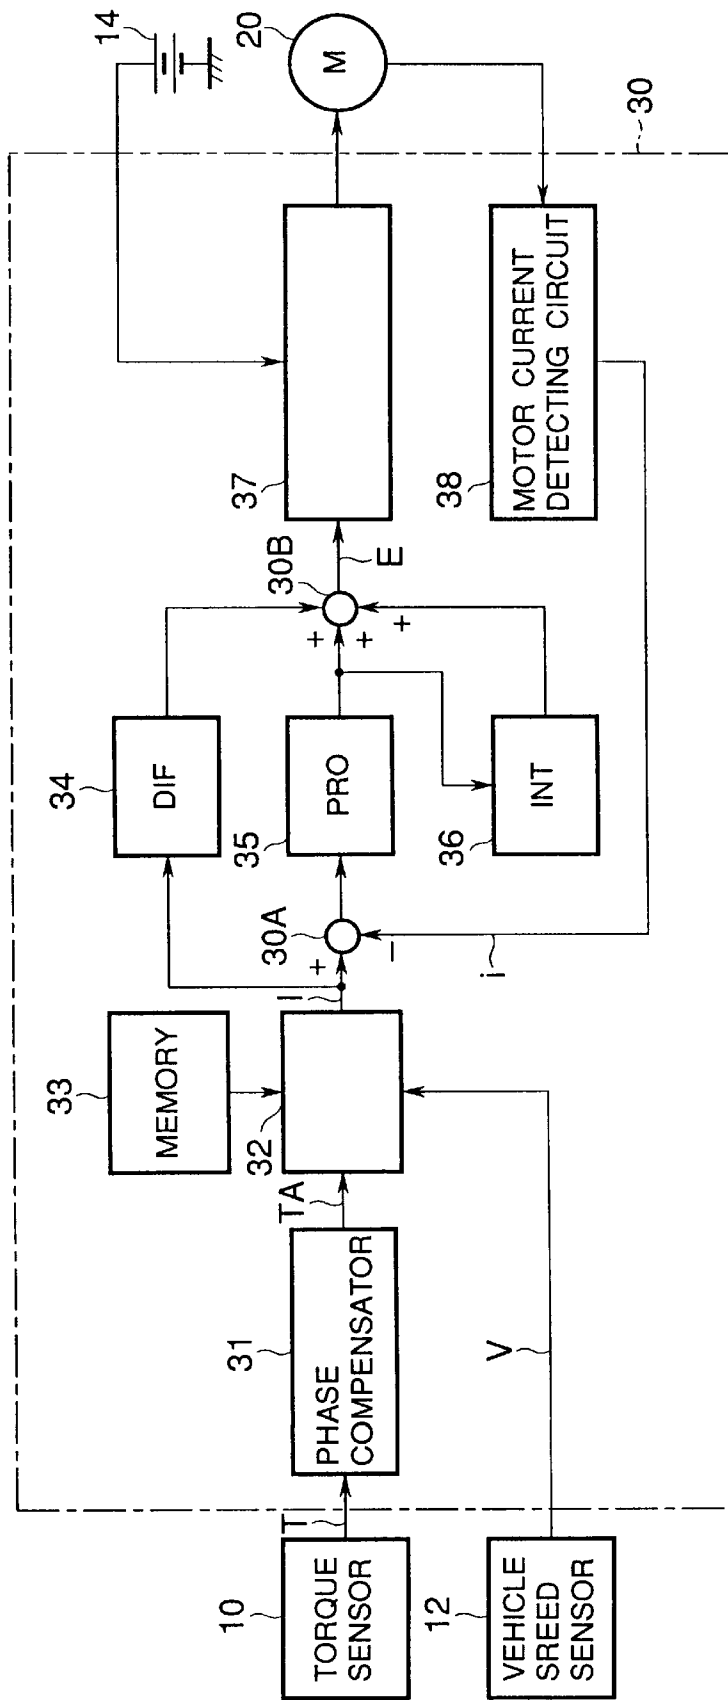 10
TORQUE
SENSOR
T
31
PHASE
COMPENSATOR
TA
33
MEMORY
32
I
12
VEHICLE
SREED
SENSOR
V
30A
+
−
i
34
DIF
35
PRO
36
INT
30B
+
+
+
E
37
38
MOTOR CURRENT
DETECTING CIRCUIT
14
20
M
30